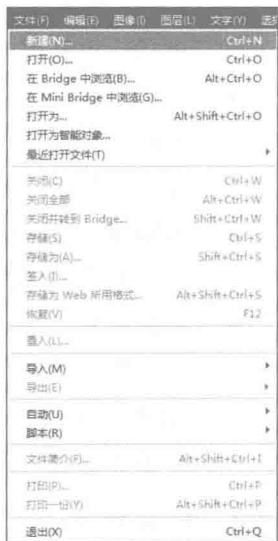 文件(F) 编辑(E) 图像(I) 图层(L) 文字(Y)
新建(N)... Ctrl+N
打开(O)... Ctrl+O
在 Bridge 中浏览(B)... Alt+Ctrl+O
在 Mini Bridge 中浏览(G)...
打开为... Alt+Shift+Ctrl+O
打开为智能对象...
最近打开文件(T)
关闭(C) Ctrl+W
关闭全部 Alt+Ctrl+W
关闭并转到 Bridge... Shift+Ctrl+W
存储(S) Ctrl+S
存储为(A)... Shift+Ctrl+S
签入(I)...
存储为 Web 所用格式... Alt+Shift+Ctrl+S
恢复(V) F12
置入(L)...
导入(M)
导出(E)
自动(U)
脚本(R)
文件简介(F)... Alt+Shift+Ctrl+I
打印(P)... Ctrl+P
打印一份(Y) Alt+Shift+Ctrl+P
退出(X) Ctrl+Q